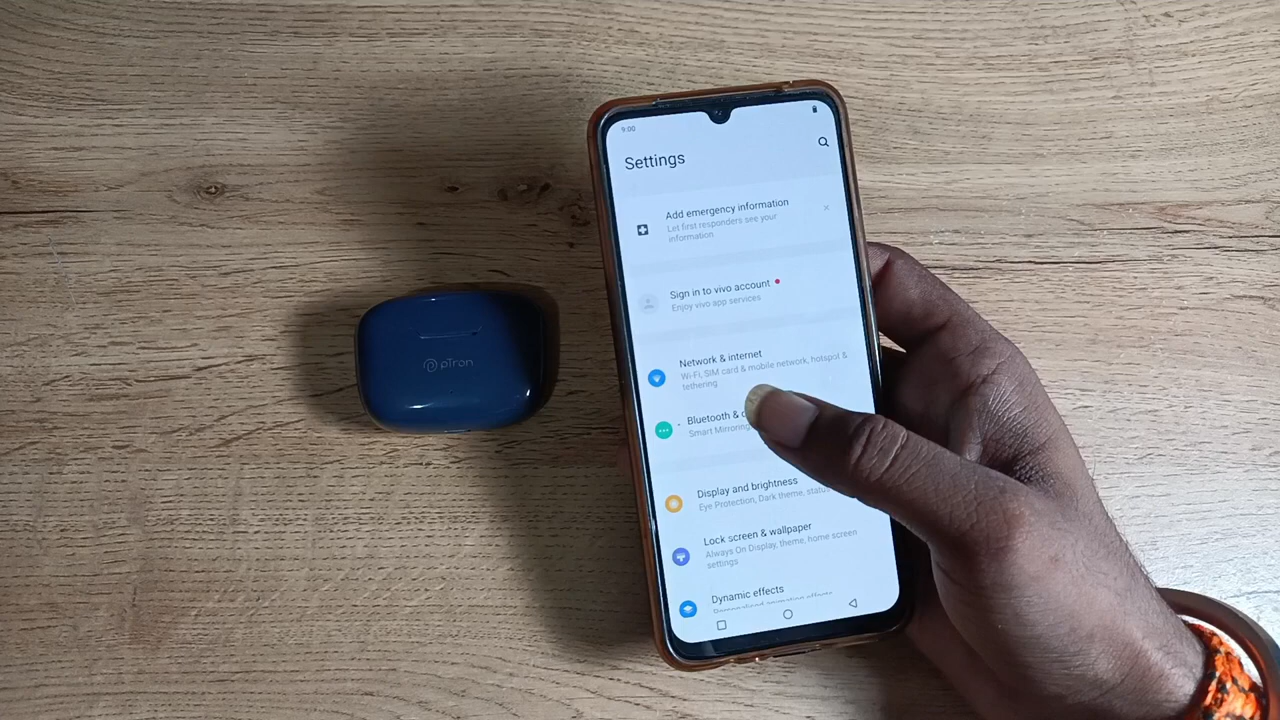 9:00
Settings
Add emergency information
Let first responders see your
information
Sign in to vivo account
Enjoy vivo app services
Network & internet
Wi-Fi, SIM card & mobile network, hotspot &
tethering
Bluetooth &
Smart Mirroring
Display and brightness
Eye Protection, Dark theme,
Lock screen & wallpaper
Always On Display, theme, home screen
settings
Dynamic effects
pTron